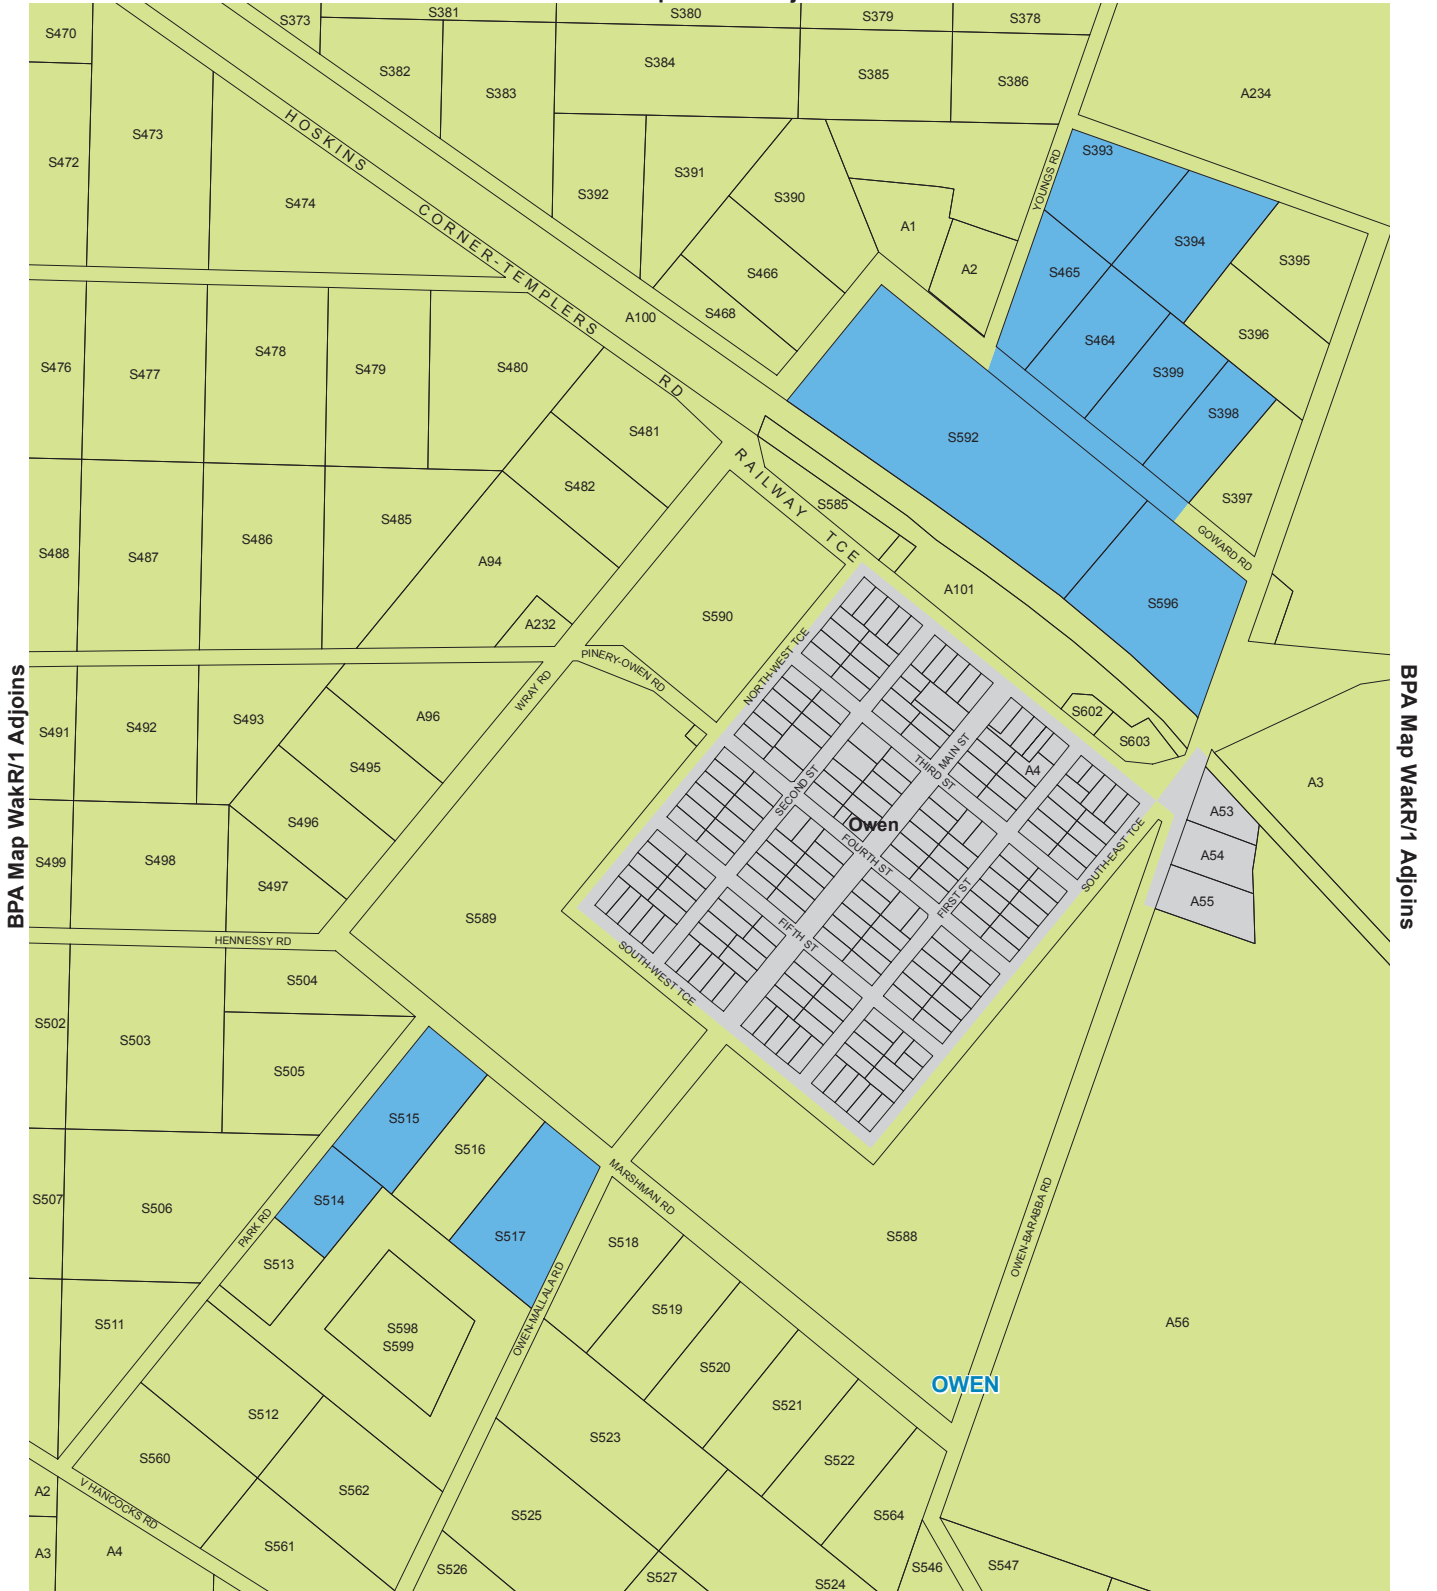 S470
S373
S381
S380
S379
S378
S382
S383
S384
S385
S386
A234
S472
S473
S474
HOSKINS CORNER-TEMPLERS RD
S392
S391
S390
A1
A2
YOUNGS RD
S393
S394
S395
S465
S466
S468
A100
S396
S464
S399
S398
S397
S476
S477
S478
S479
S480
S481
S482
S592
RAILWAY TCE
S585
GOWARD RD
S488
S487
S486
S485
A94
A101
S596
A232
S590
PINERY-OWEN RD
NORTH-WEST TCE
BPA Map WakR/1 Adjoins
BPA Map WakR/1 Adjoins
S491
S492
S493
A96
WRAY RD
S602
S603
S495
MAIN ST
THIRD ST
A4
SECOND ST
A3
S499
S498
S496
S497
Owen
FOURTH ST
A53
A54
A55
SOUTH-EAST TCE
FIRST ST
S589
FIFTH ST
HENNESSY RD
SOUTH-WEST TCE
S504
S502
S503
S505
S515
S516
S507
S506
S514
S517
MARSHMAN RD
PARK RD
S513
S518
S588
OWEN-BARABBA RD
S511
S598
S599
OWEN-MALLALA RD
S519
A56
S520
OWEN
S512
S521
S523
S522
S560
S562
A2
V HANCOCKS RD
S525
S564
A3
A4
S561
S526
S527
S524
S546
S547